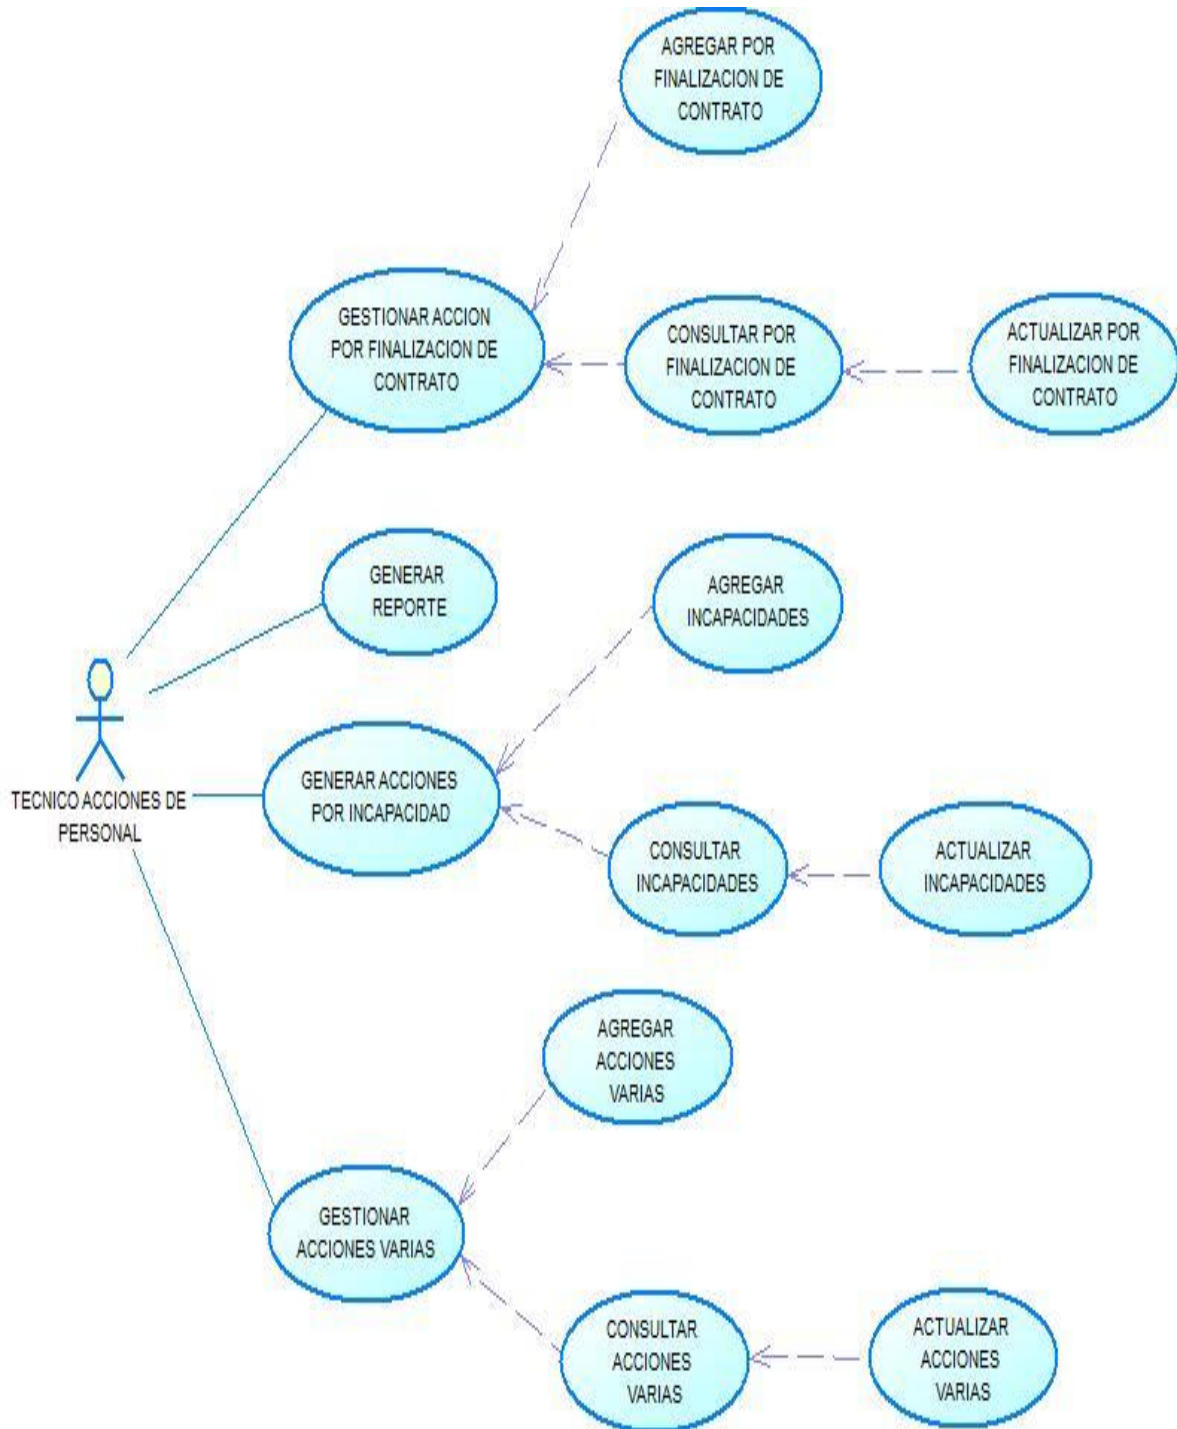 AGREGAR POR
FINALIZACION DE
CONTRATO
GESTIONAR ACCION
POR FINALIZACION DE
CONTRATO
CONSULTAR POR
FINALIZACION DE
CONTRATO
ACTUALIZAR POR
FINALIZACION DE
CONTRATO
GENERAR
REPORTE
AGREGAR
INCAPACIDADES
TECNICO ACCIONES DE
PERSONAL
GENERAR ACCIONES
POR INCAPACIDAD
CONSULTAR
INCAPACIDADES
ACTUALIZAR
INCAPACIDADES
AGREGAR
ACCIONES
VARIAS
GESTIONAR
ACCIONES VARIAS
CONSULTAR
ACCIONES
VARIAS
ACTUALIZAR
ACCIONES
VARIAS